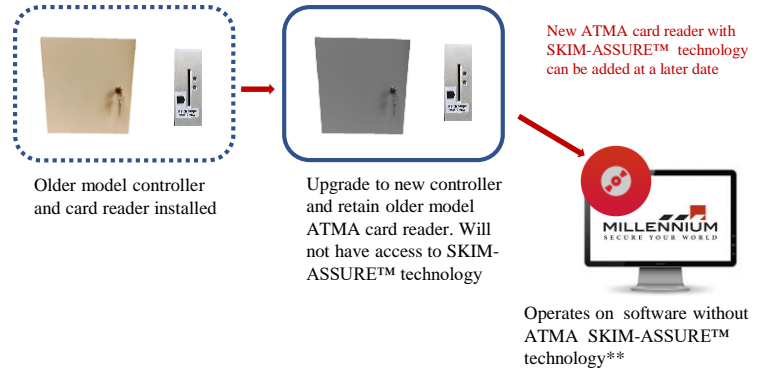 New ATMA card reader with
SKIM-ASSURE™ technology
can be added at a later date
Older model controller
and card reader installed
Upgrade to new controller
and retain older model
ATMA card reader. Will
not have access to SKIM-
ASSURE™ technology
MILLENNIUM
SECURE YOUR WORLD
Operates on software without
ATMA SKIM-ASSURE™
technology**